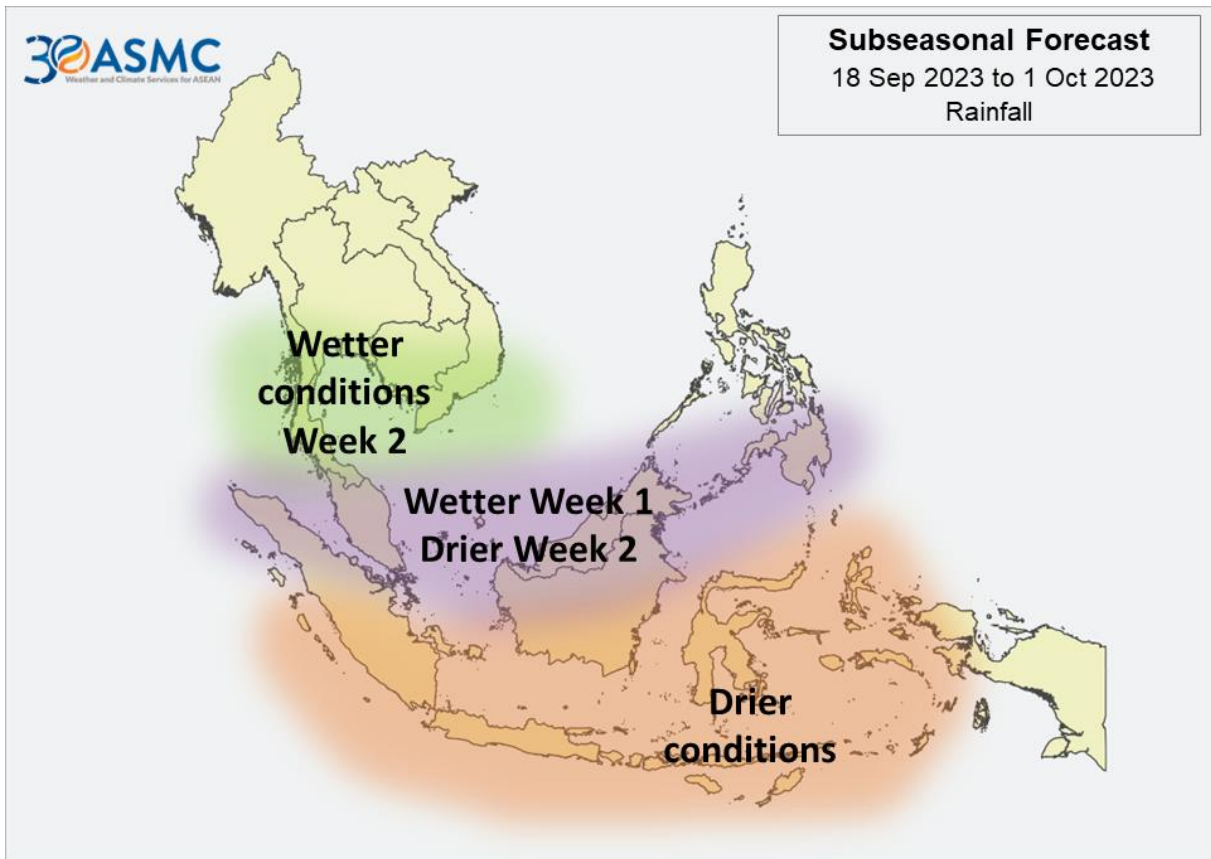 ASMC
Weather and Climate Services for ASEAN
Subseasonal Forecast
18 Sep 2023 to 1 Oct 2023
Rainfall
Wetter
conditions
Week 2
Wetter Week 1
Drier Week 2
Drier
conditions